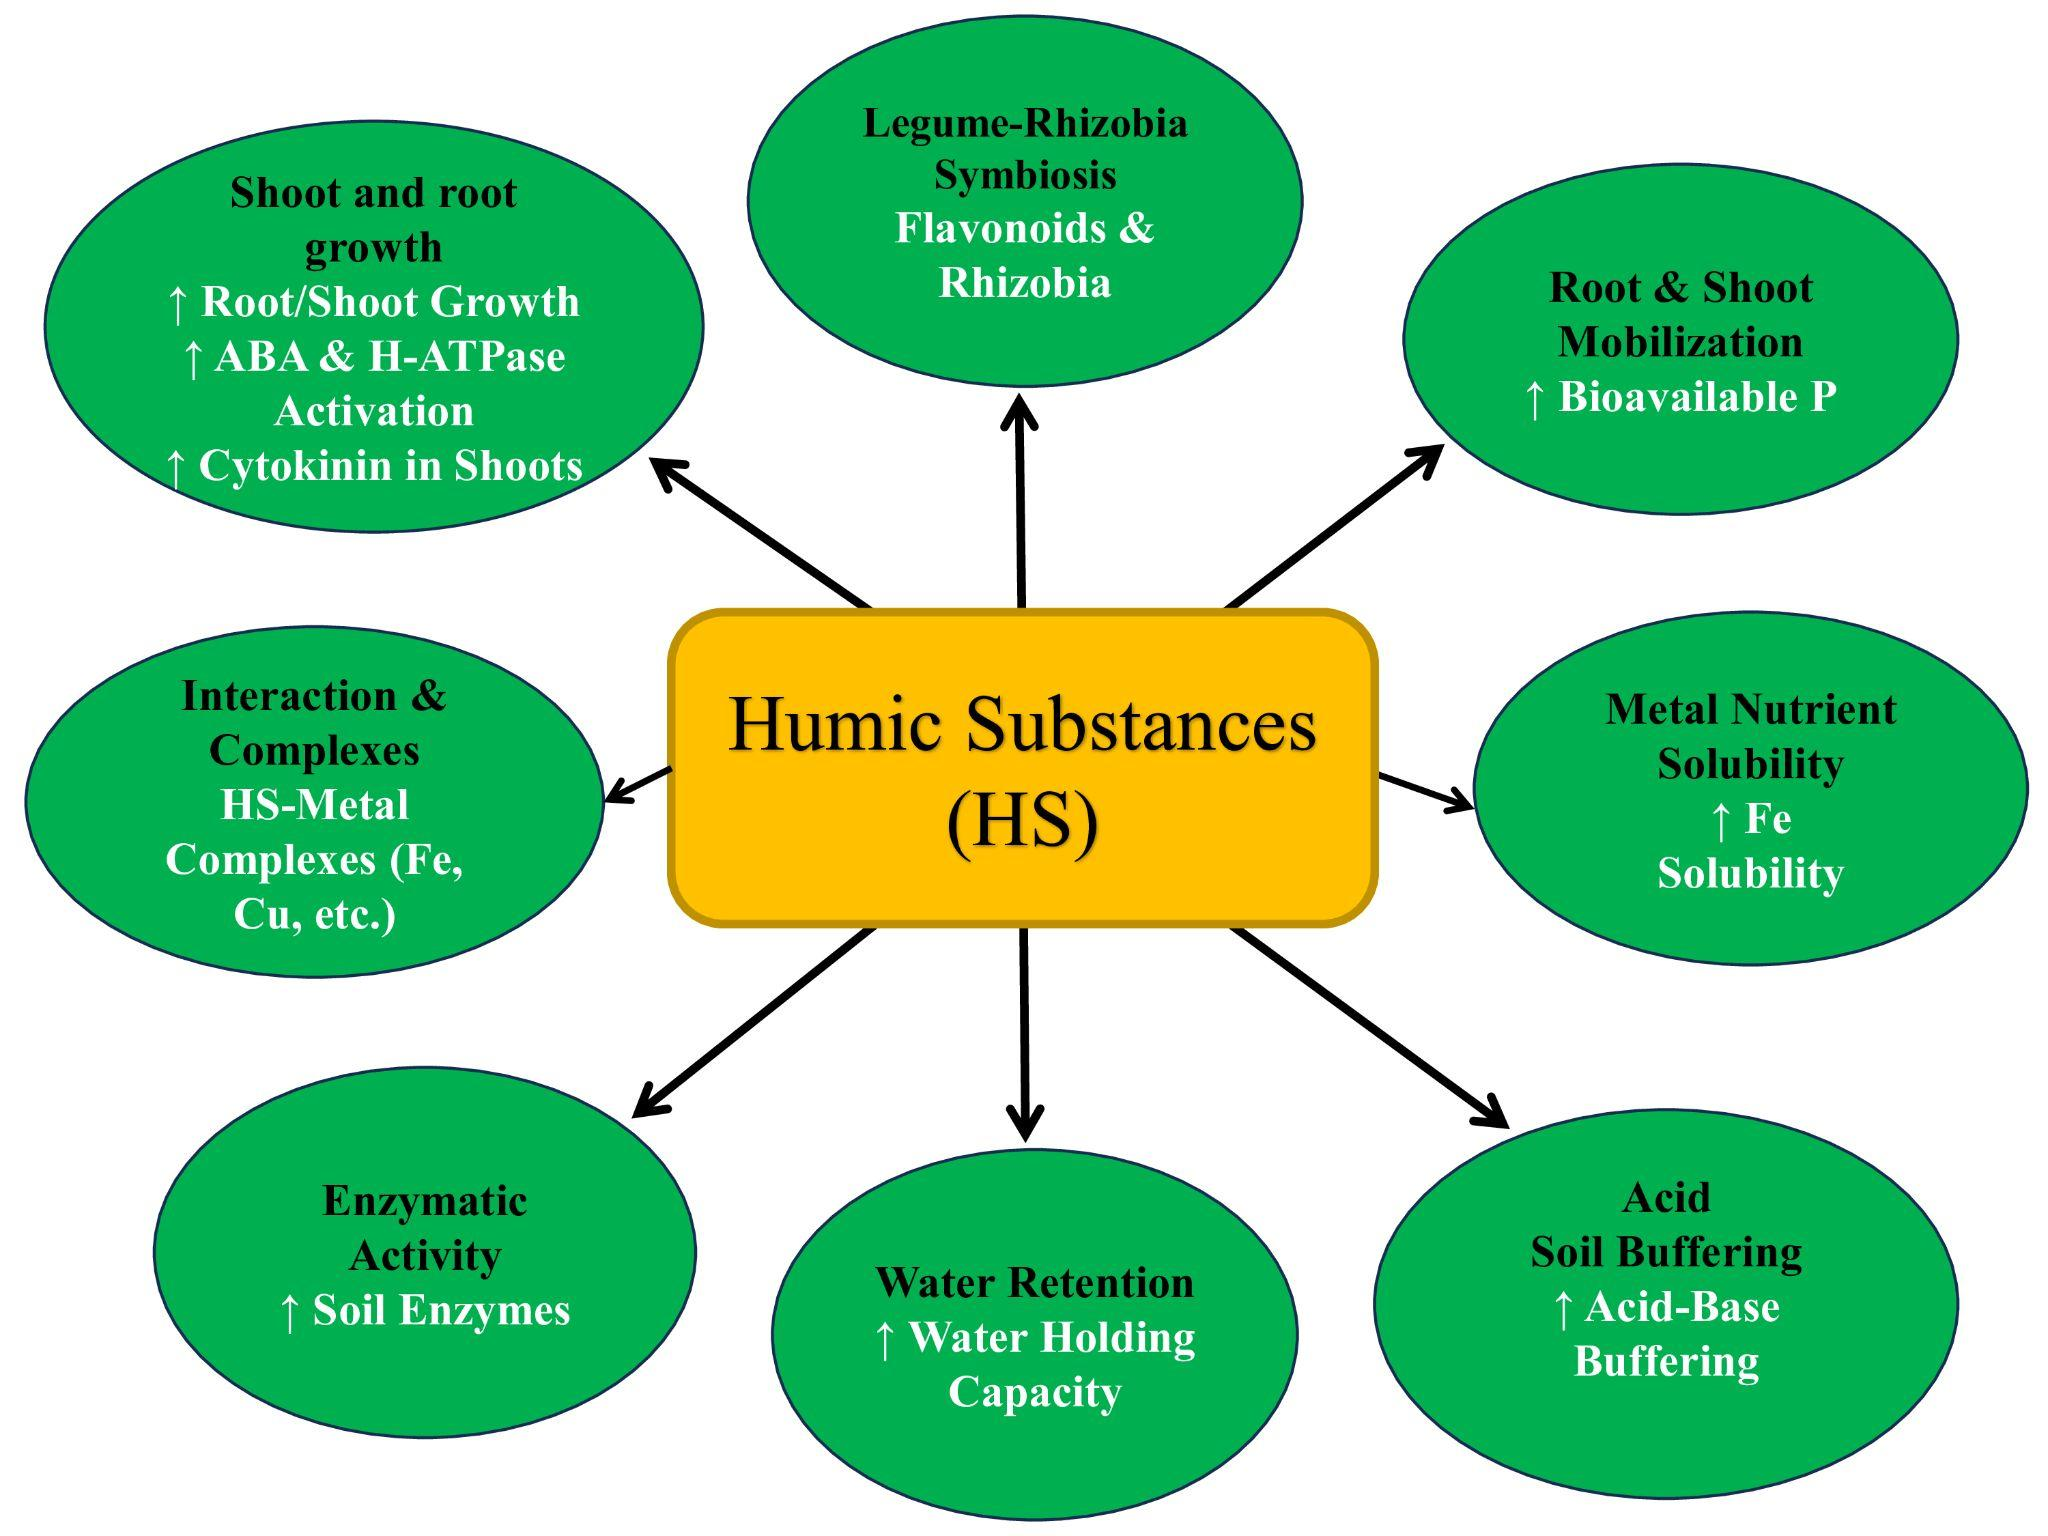 Legume-Rhizobia
Symbiosis
Flavonoids &
Rhizobia
Shoot and root
growth
↑ Root/Shoot Growth
↑ ABA & H-ATPase
Activation
↑ Cytokinin in Shoots
Root & Shoot
Mobilization
↑ Bioavailable P
Interaction &
Complexes
HS-Metal
Complexes (Fe,
Cu, etc.)
Humic Substances
(HS)
Metal Nutrient
Solubility
↑ Fe
Solubility
Enzymatic
Activity
↑ Soil Enzymes
Water Retention
↑ Water Holding
Capacity
Acid
Soil Buffering
↑ Acid-Base
Buffering